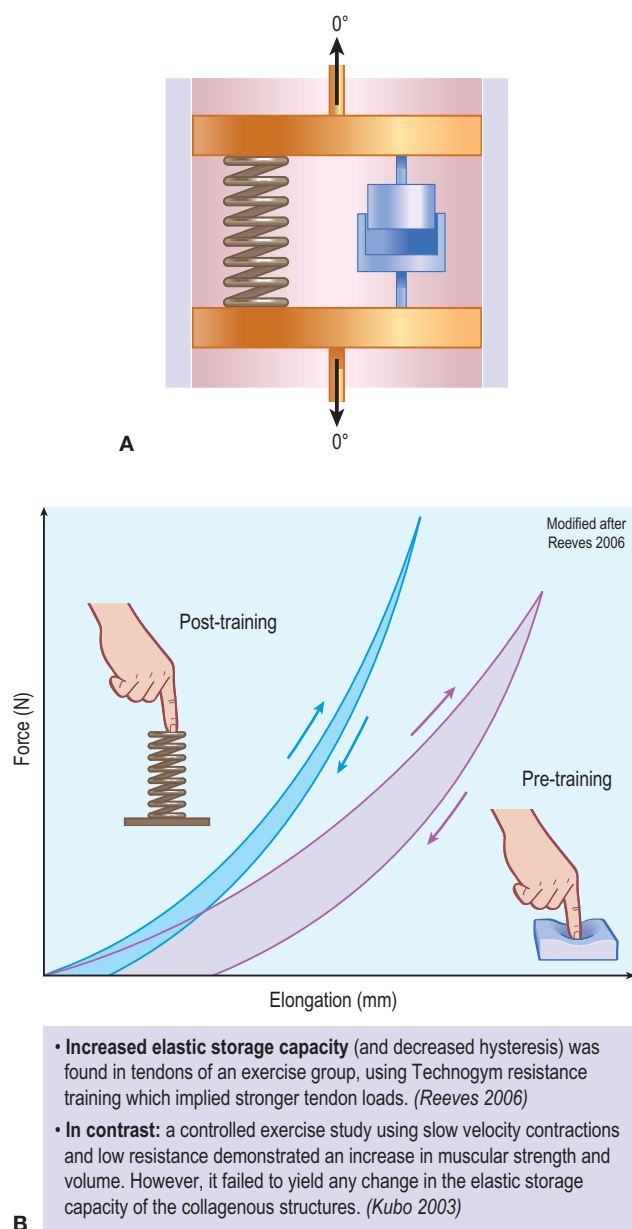 0°
0°
A
Modified after
Reeves 2006
Post-training
Force (N)
Pre-training
Elongation (mm)
• Increased elastic storage capacity (and decreased hysteresis) was
found in tendons of an exercise group, using Technogym resistance
training which implied stronger tendon loads. (Reeves 2006)
• In contrast: a controlled exercise study using slow velocity contractions
and low resistance demonstrated an increase in muscular strength and
volume. However, it failed to yield any change in the elastic storage
capacity of the collagenous structures. (Kubo 2003)
B